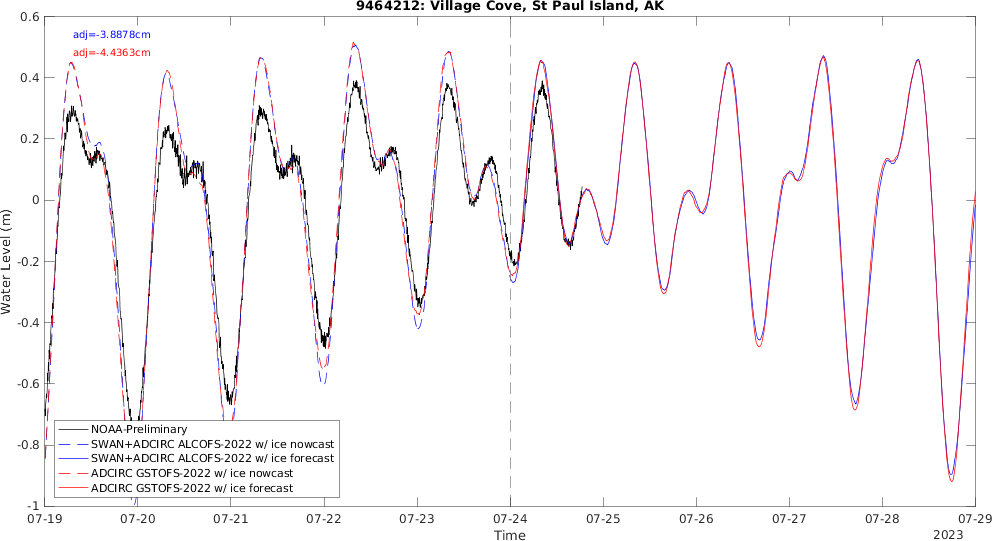 9464212: Village Cove, St Paul Island, AK
adj=-3.8878cm
adj=-4.4363cm
0.6
0.4
0.2
0
-0.2
-0.4
-0.6
-0.8
-1
Water Level (m)
NOAA-Preliminary
SWAN+ADCIRC ALCOFS-2022 w/ ice nowcast
SWAN+ADCIRC ALCOFS-2022 w/ ice forecast
ADCIRC GSTOFS-2022 w/ ice nowcast
ADCIRC GSTOFS-2022 w/ ice forecast
07-19 07-20 07-21 07-22 07-23 07-24 07-25 07-26 07-27 07-28 07-29
Time
2023